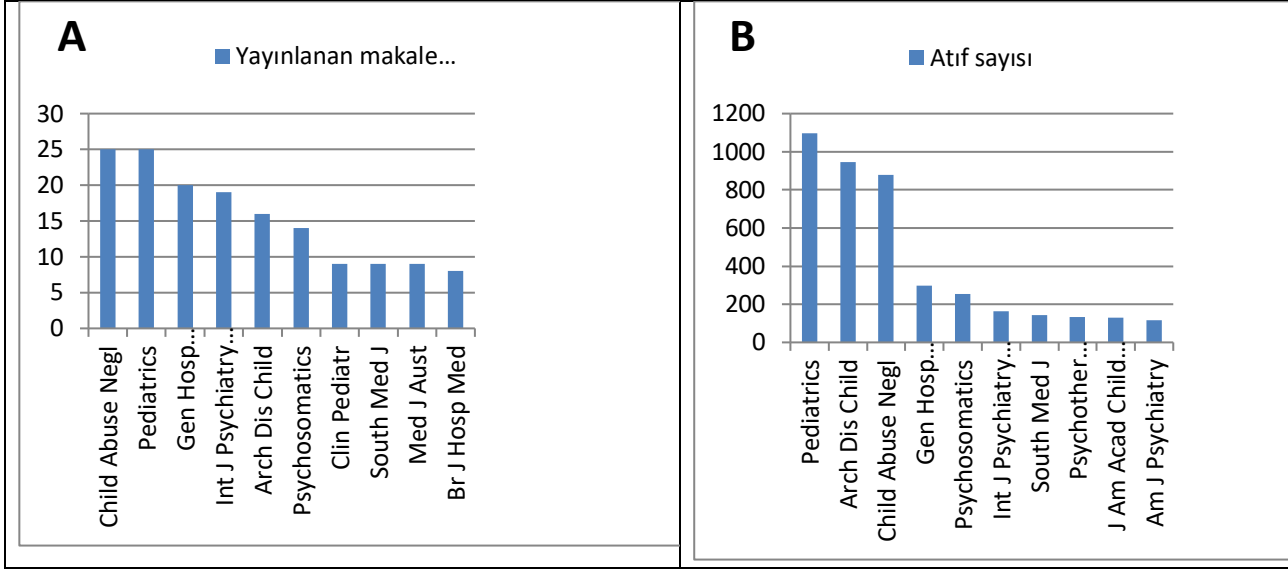 A
Yayınlanan makale...
30
25
20
15
10
5
0
Child Abuse Negl
Pediatrics
Gen Hosp...
Int J Psychiatry...
Arch Dis Child
Psychosomatics
Clin Pediatr
South Med J
Med J Aust
Br J Hosp Med
B
Atıf sayısı
1200
1000
800
600
400
200
0
Pediatrics
Arch Dis Child
Child Abuse Negl
Gen Hosp...
Psychosomatics
Int J Psychiatry...
South Med J
Psychother...
J Am Acad Child...
Am J Psychiatry